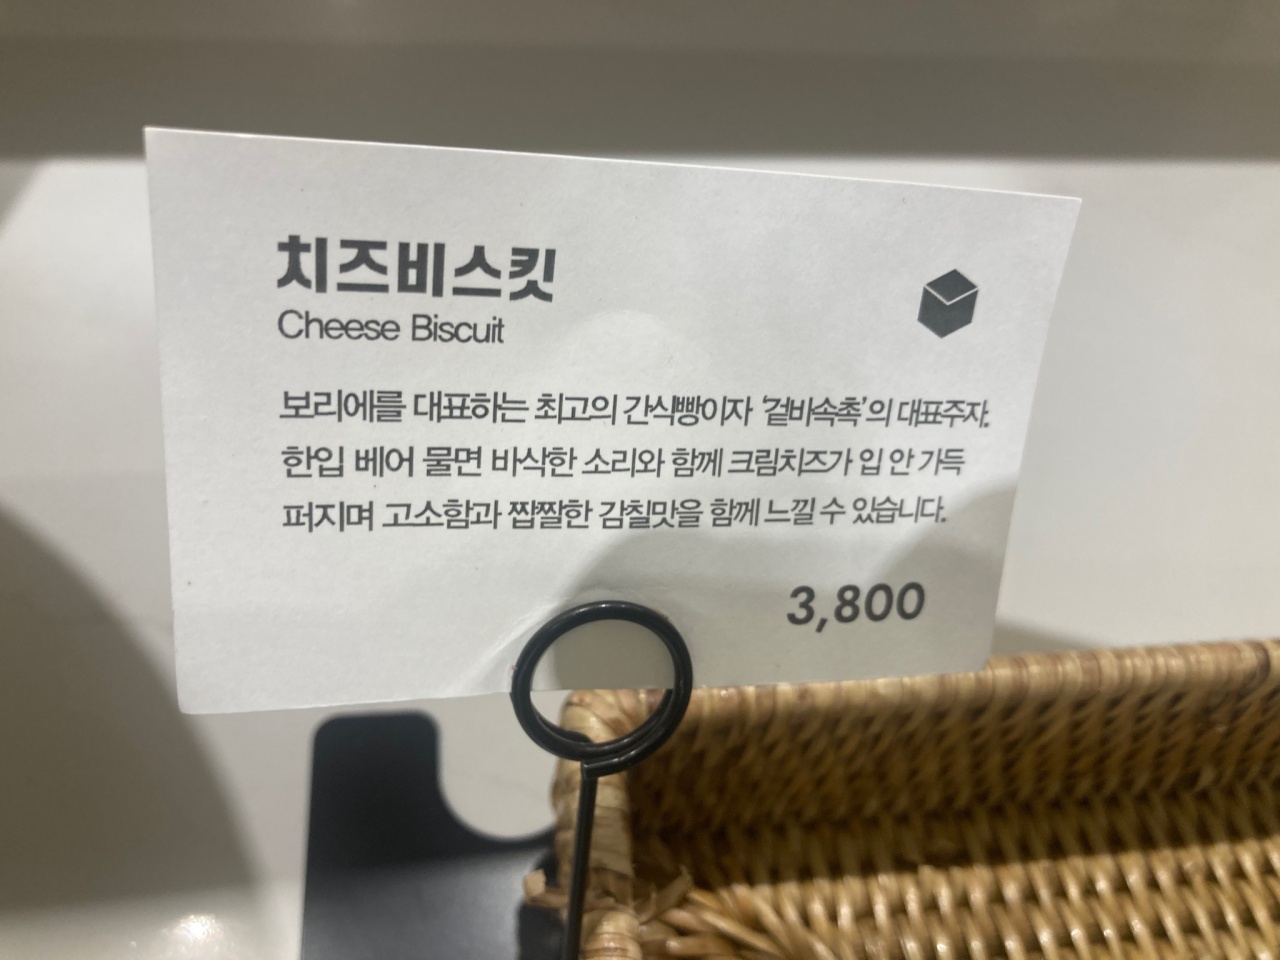 치즈비스킷
Cheese Biscuit
보리에를 대표하는 최고의 간식빵이자 '겉바속촉'의 대표주자.
한입 베어 물면 바삭한 소리와 함께 크림치즈가 입 안 가득
퍼지며 고소함과 짭짤한 감칠맛을 함께 느낄 수 있습니다.
3,800